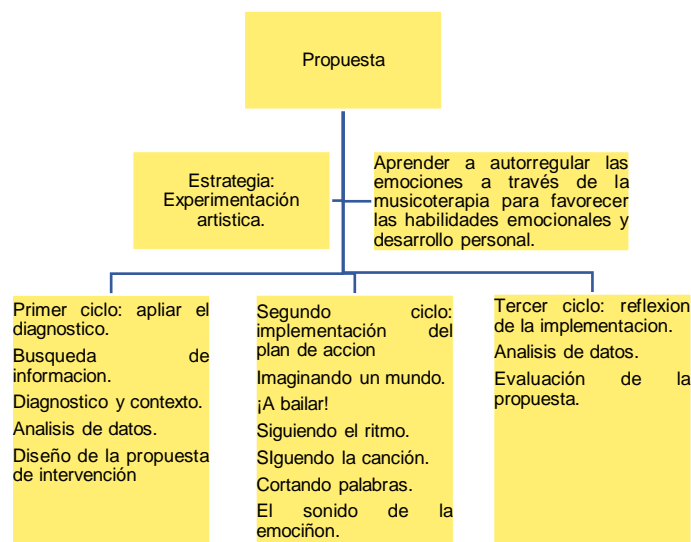 Propuesta
Estrategia:
Experimentación
artistica.
Aprender a autorregular las
emociones a través de la
musicoterapia para favorecer
las habilidades emocionales y
desarrollo personal.
Primer ciclo: apliar el
diagnostico.
Busqueda de
informacion.
Diagnostico y contexto.
Analisis de datos.
Diseño de la propuesta
de intervención
Segundo ciclo:
implementación del
plan de accion
Imaginando un mundo.
¡A bailar!
Siguiendo el ritmo.
SIguendo la canción.
Cortando palabras.
El sonido de la
emociñon.
Tercer ciclo: reflexion
de la implementacion.
Analisis de datos.
Evaluación de la
propuesta.